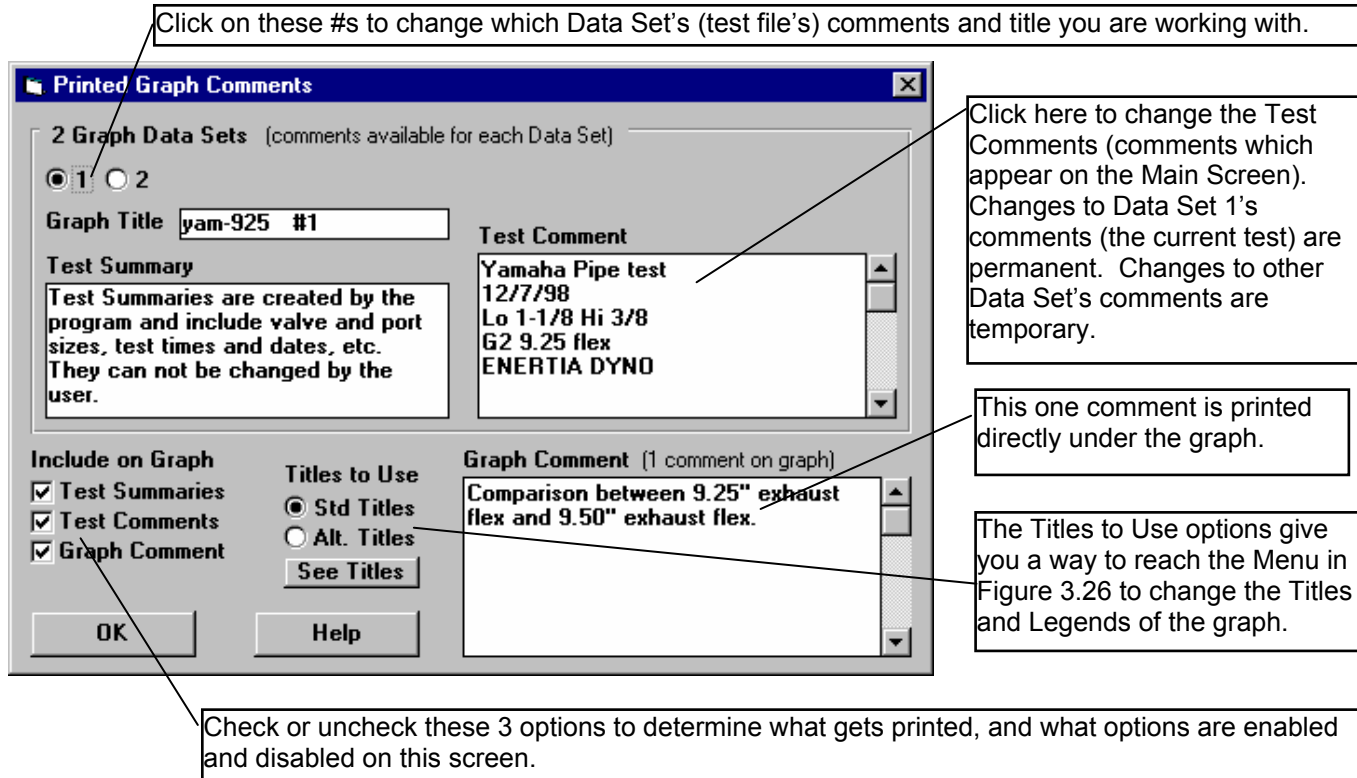 Click on these #s to change which Data Set's (test file's) comments and title you are working with.
Printed Graph Comments
2 Graph Data Sets (comments available for each Data Set)
1 2
Graph Title yam-925 #1
Test Summary
Test Summaries are created by the
program and include valve and port
sizes, test times and dates, etc.
They can not be changed by the
user.
Test Comment
Yamaha Pipe test
12/7/98
Lo 1-1/8 Hi 3/8
G2 9.25 flex
ENERTIA DYNO
Click here to change the Test
Comments (comments which
appear on the Main Screen).
Changes to Data Set 1's
comments (the current test) are
permanent. Changes to other
Data Set's comments are
temporary.
Include on Graph
Test Summaries
Test Comments
Graph Comment
Titles to Use
Std Titles
Alt. Titles
See Titles
OK
Help
Graph Comment (1 comment on graph)
Comparison between 9.25" exhaust
flex and 9.50" exhaust flex.
This one comment is printed
directly under the graph.
The Titles to Use options give
you a way to reach the Menu in
Figure 3.26 to change the Titles
and Legends of the graph.
Check or uncheck these 3 options to determine what gets printed, and what options are enabled
and disabled on this screen.